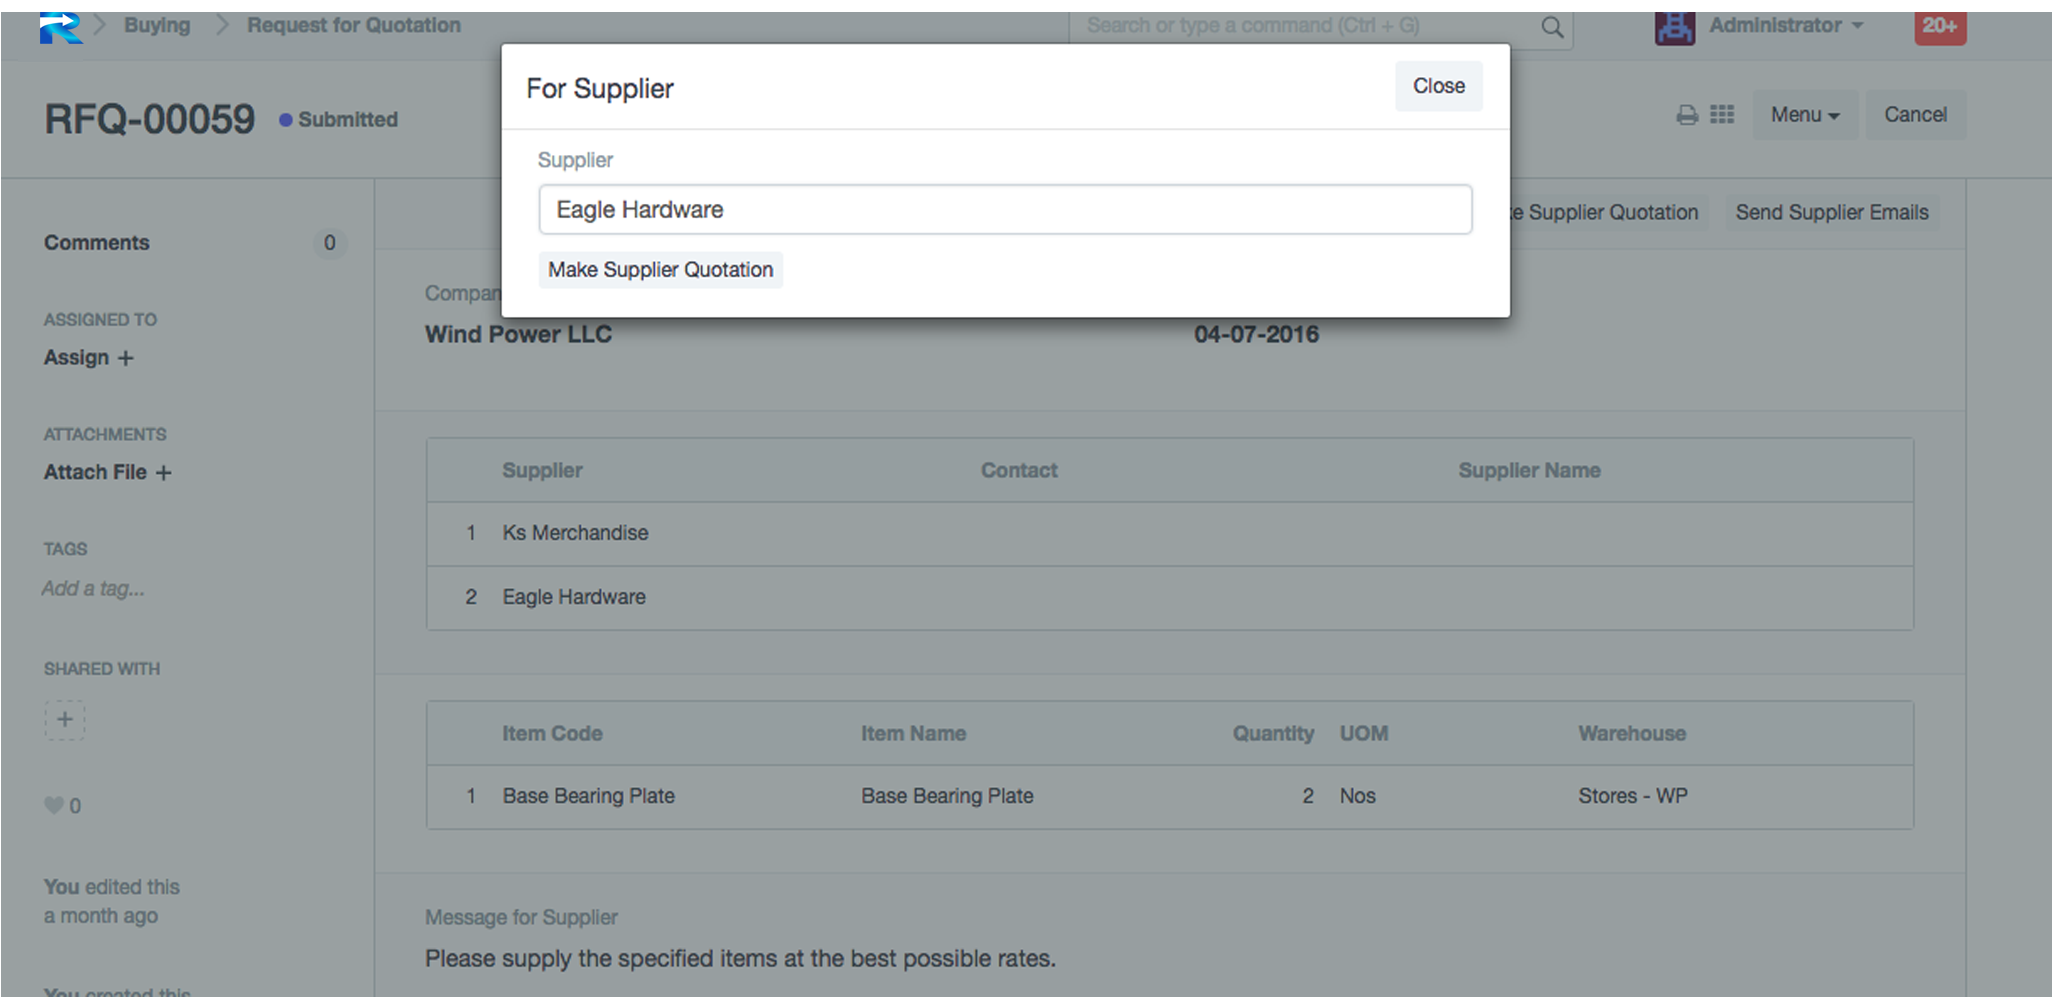 Buying Request for Quotation Search or type a command (Ctrl + G) Administrator 20+
For Supplier Close
RFQ-00059 Submitted Menu Cancel
Supplier
Eagle Hardware
Supplier Quotation Send Supplier Emails
Comments 0
Make Supplier Quotation
Wind Power LLC 04-07-2016
ASSIGNED TO
Assign +
ATTACHMENTS
Attach File +
Supplier Contact Supplier Name
1 Ks Merchandise
2 Eagle Hardware
TAGS
Add a tag...
SHARED WITH
+
Item Code Item Name Quantity UOM Warehouse
1 Base Bearing Plate Base Bearing Plate 2 Nos Stores - WP
0
You edited this
a month ago
Message for Supplier
Please supply the specified items at the best possible rates.
You created this